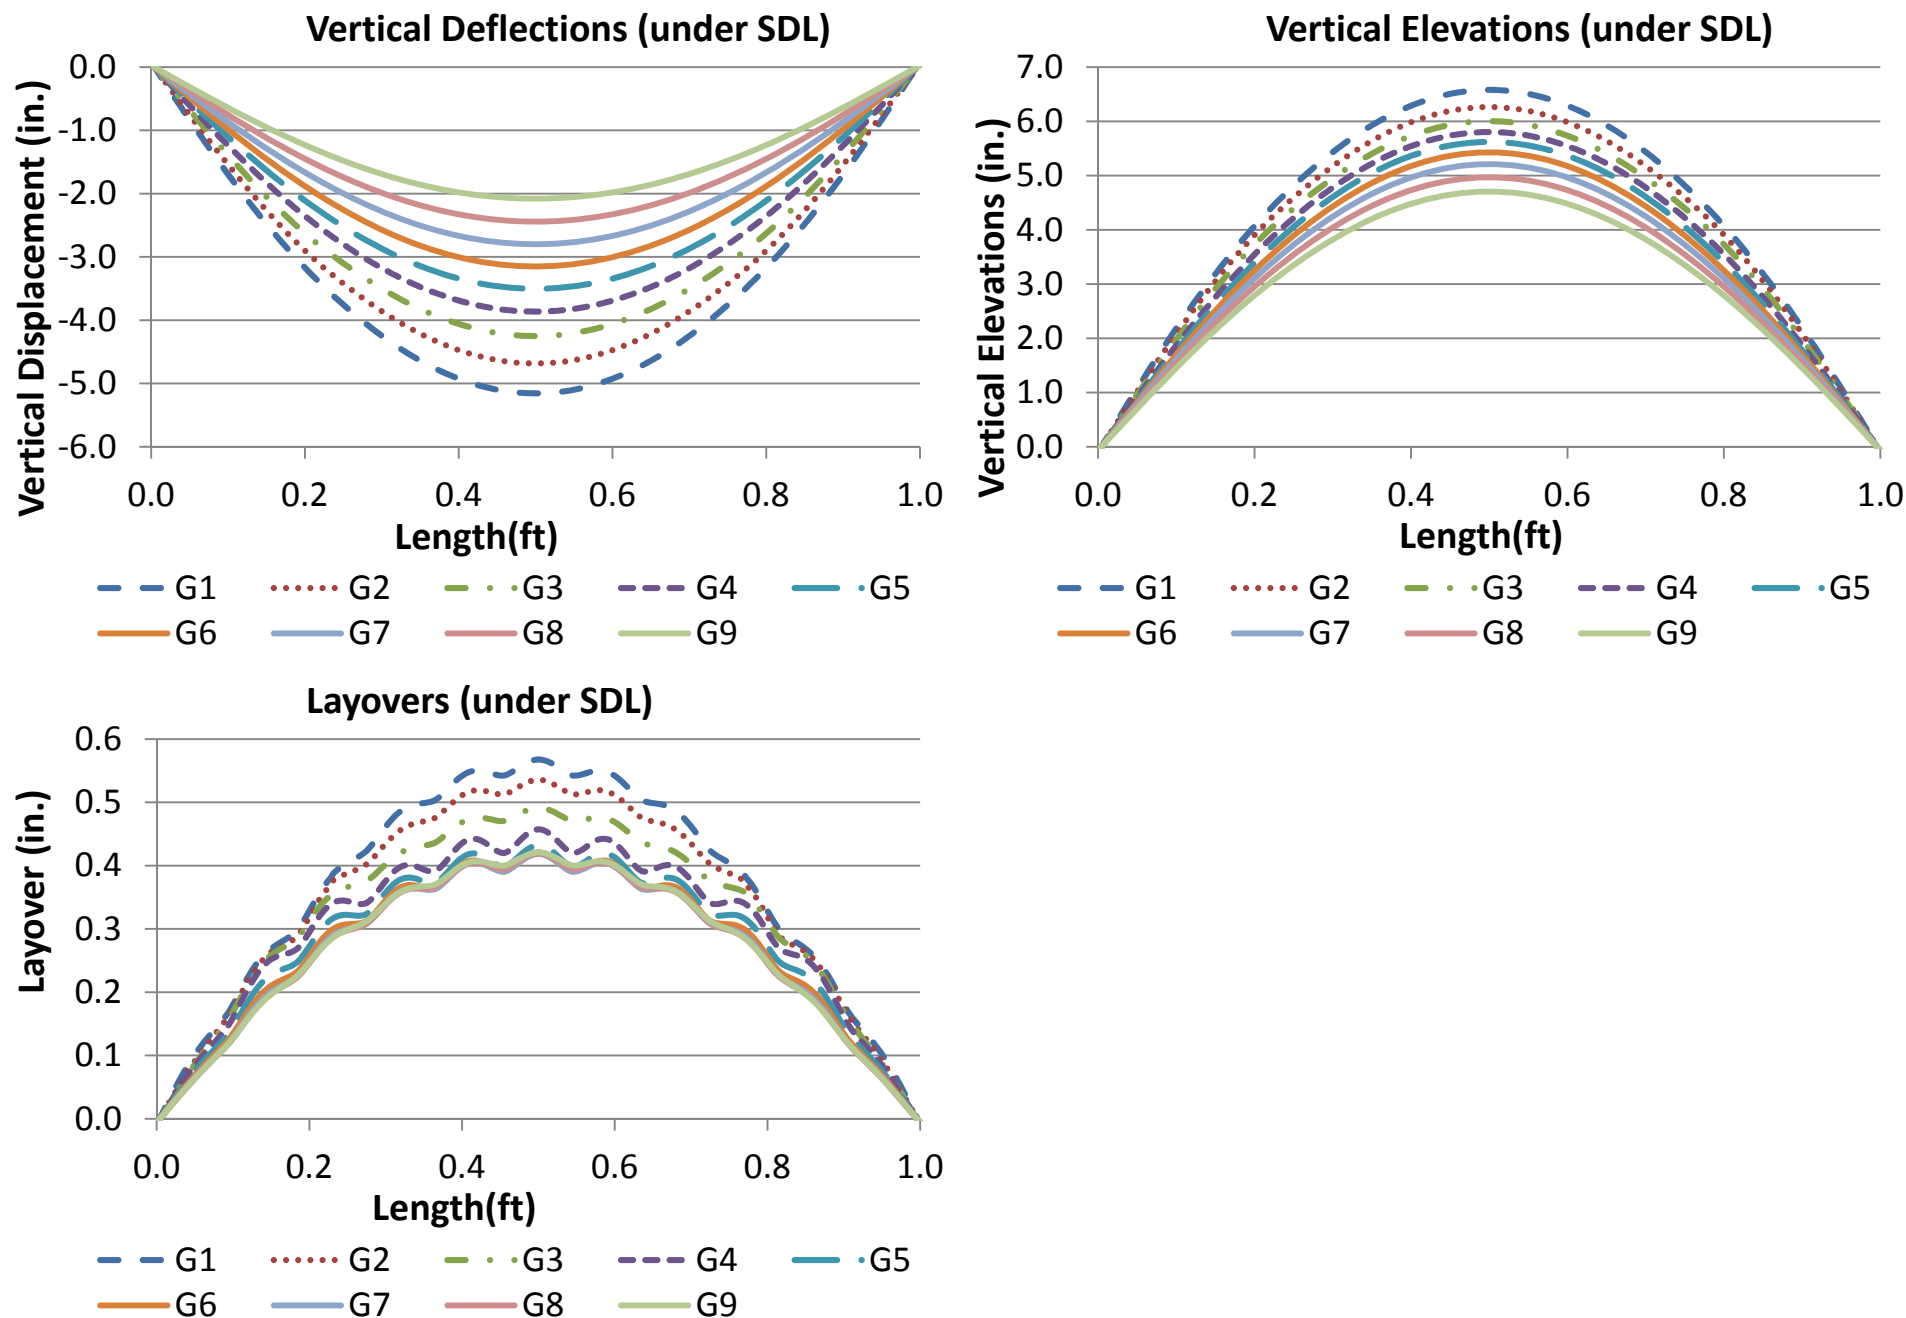 Vertical Deflections (under SDL)
0.0
-1.0
-2.0
-3.0
-4.0
-5.0
-6.0
Vertical Displacement (in.)
0.0 0.2 0.4 0.6 0.8 1.0
Length(ft)
G1 G2 G3 G4 G5
G6 G7 G8 G9
Vertical Elevations (under SDL)
7.0
6.0
5.0
4.0
3.0
2.0
1.0
0.0
Vertical Elevations (in.)
0.0 0.2 0.4 0.6 0.8 1.0
Length(ft)
G1 G2 G3 G4 G5
G6 G7 G8 G9
Layovers (under SDL)
0.6
0.5
0.4
0.3
0.2
0.1
0.0
Layover (in.)
0.0 0.2 0.4 0.6 0.8 1.0
Length(ft)
G1 G2 G3 G4 G5
G6 G7 G8 G9